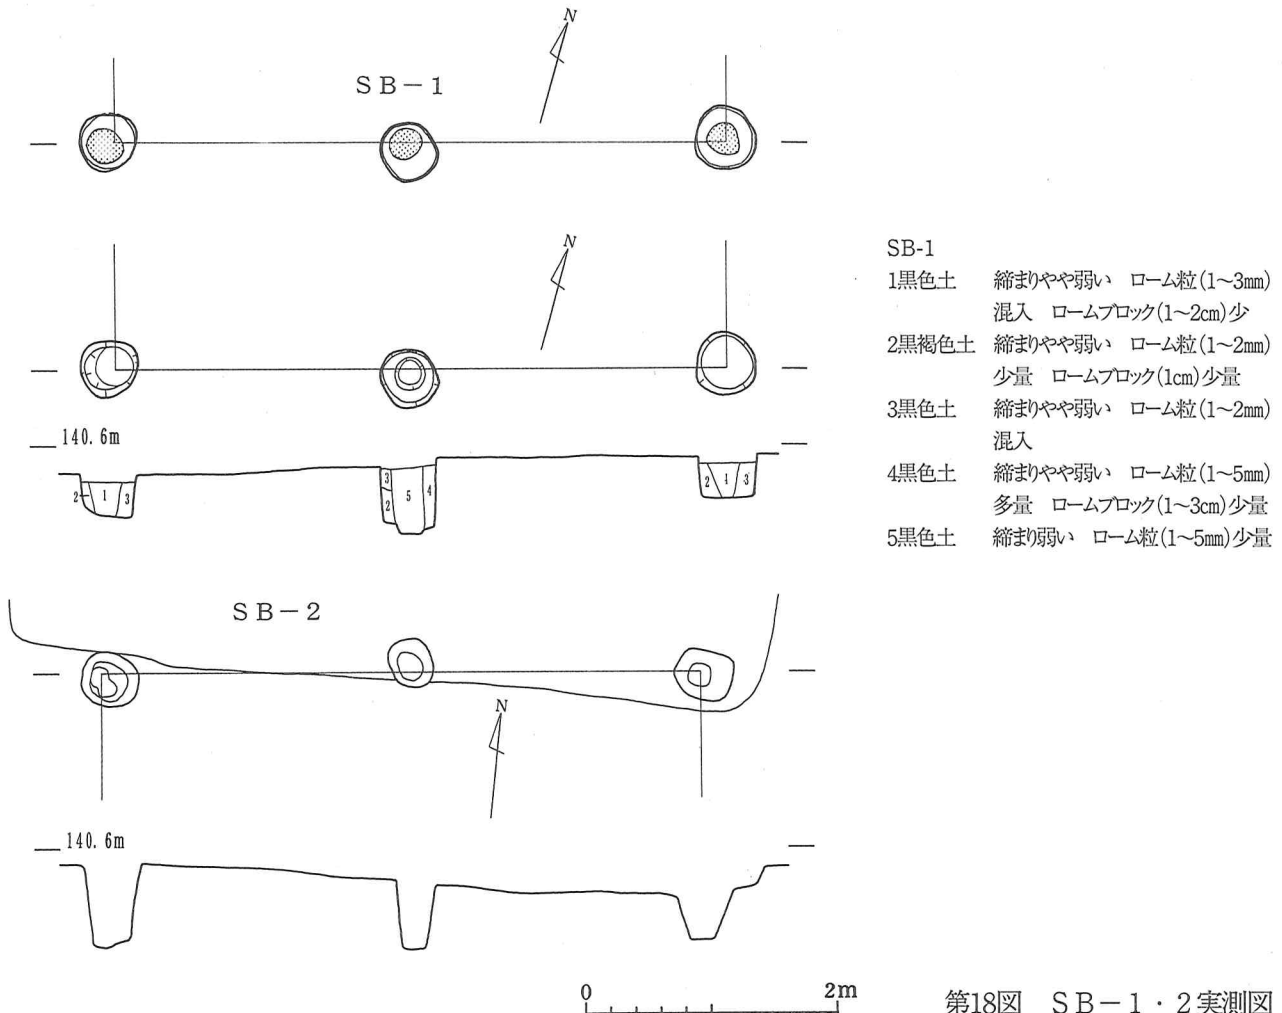 N
SB－1
N
140.6m
2 1 3
3 2 5 4
2 1 3
SB-1
1黒色土 締まりやや弱い ローム粒(1～3mm)
混入 ロームブロック(1～2cm)少
2黒褐色土 締まりやや弱い ローム粒(1～2mm)
少量 ロームブロック(1cm)少量
3黒色土 締まりやや弱い ローム粒(1～2mm)
混入
4黒色土 締まりやや弱い ローム粒(1～5mm)
多量 ロームブロック(1～3cm)少量
5黒色土 締まり弱い ローム粒(1～5mm)少量
SB－2
N
140.6m
0 2m
第18図 SB－1・2実測図